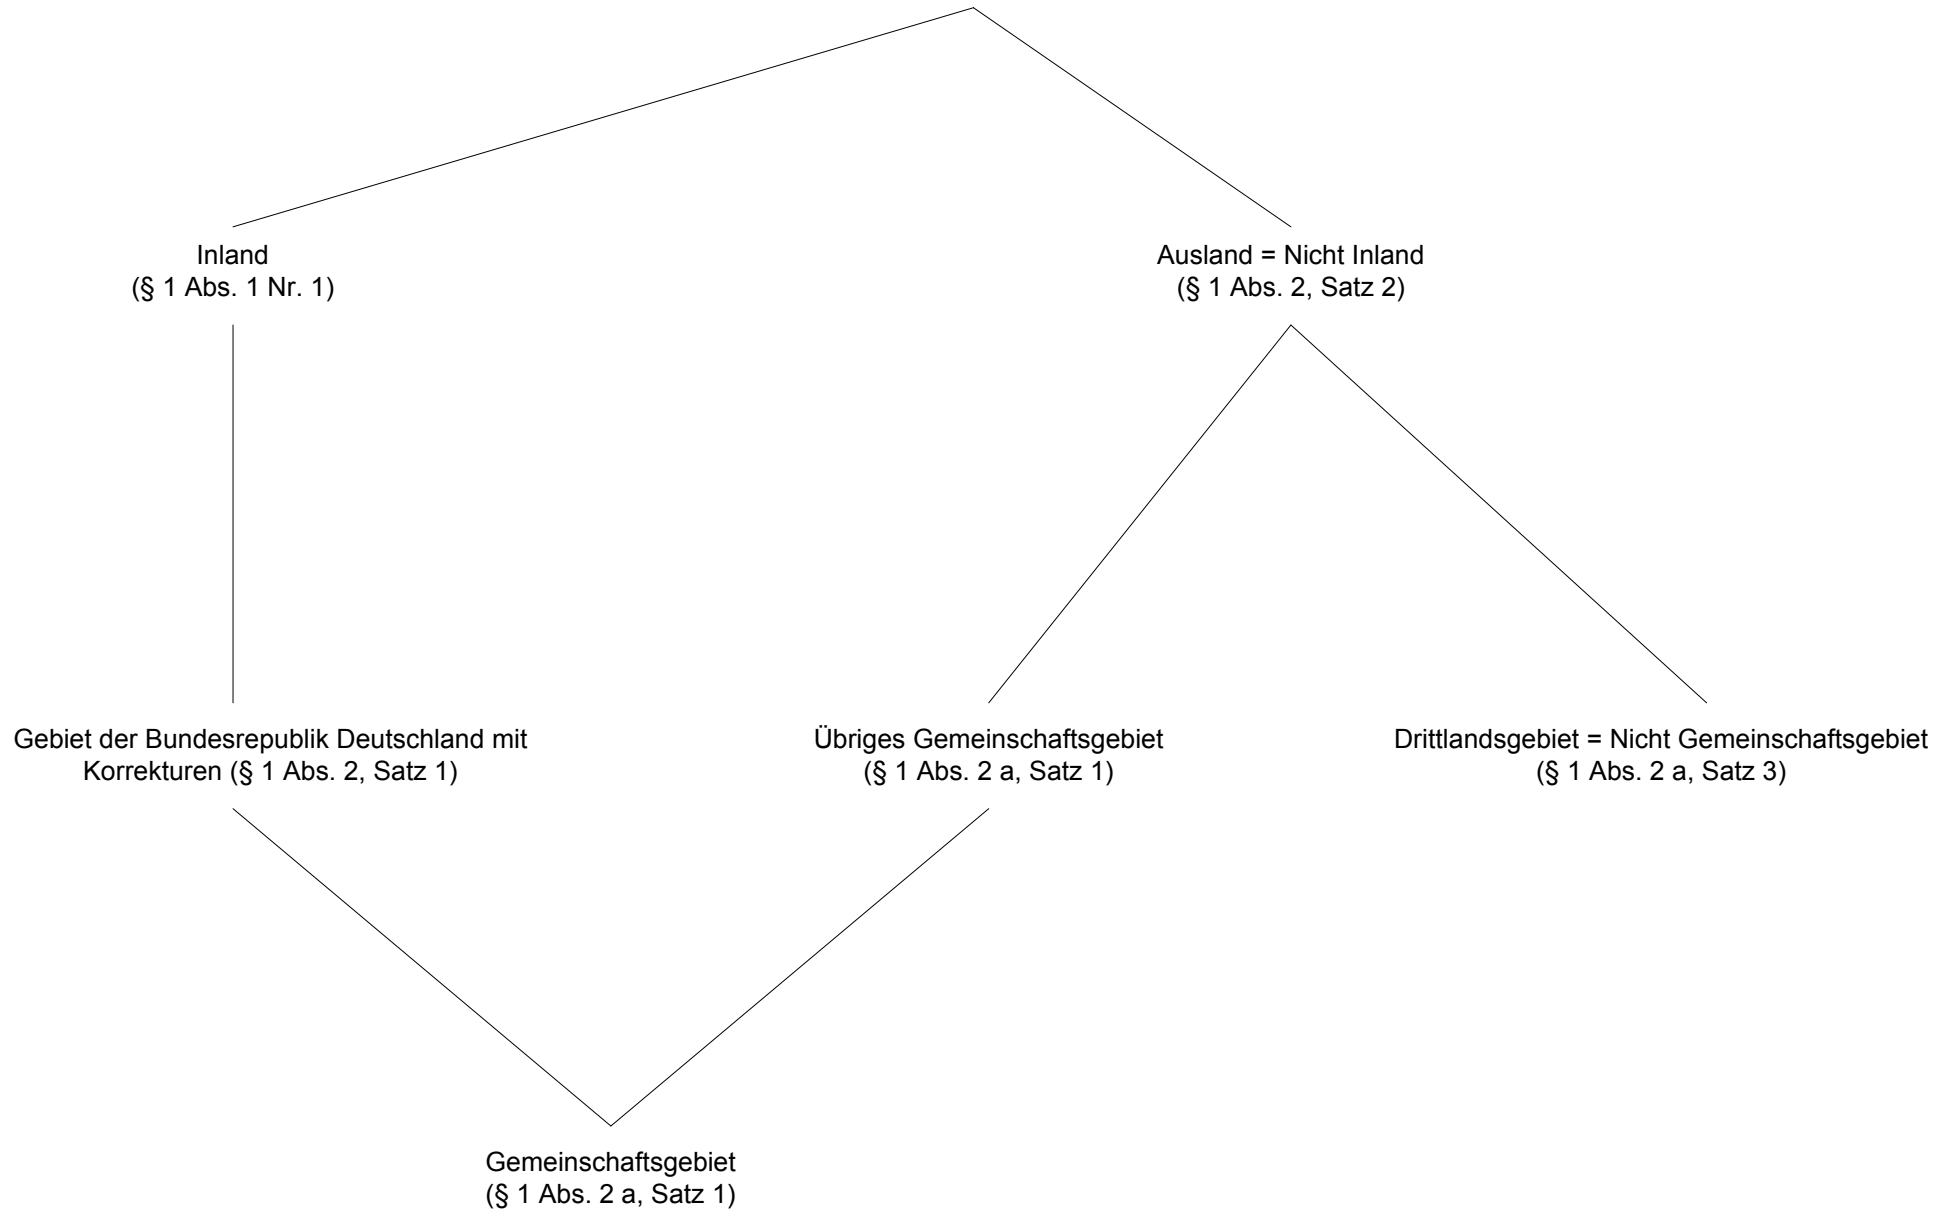 Inland
(§ 1 Abs. 1 Nr. 1)
Ausland = Nicht Inland
(§ 1 Abs. 2, Satz 2)
Gebiet der Bundesrepublik Deutschland mit
Korrekturen (§ 1 Abs. 2, Satz 1)
Übriges Gemeinschaftsgebiet
(§ 1 Abs. 2 a, Satz 1)
Drittlandsgebiet = Nicht Gemeinschaftsgebiet
(§ 1 Abs. 2 a, Satz 3)
Gemeinschaftsgebiet
(§ 1 Abs. 2 a, Satz 1)